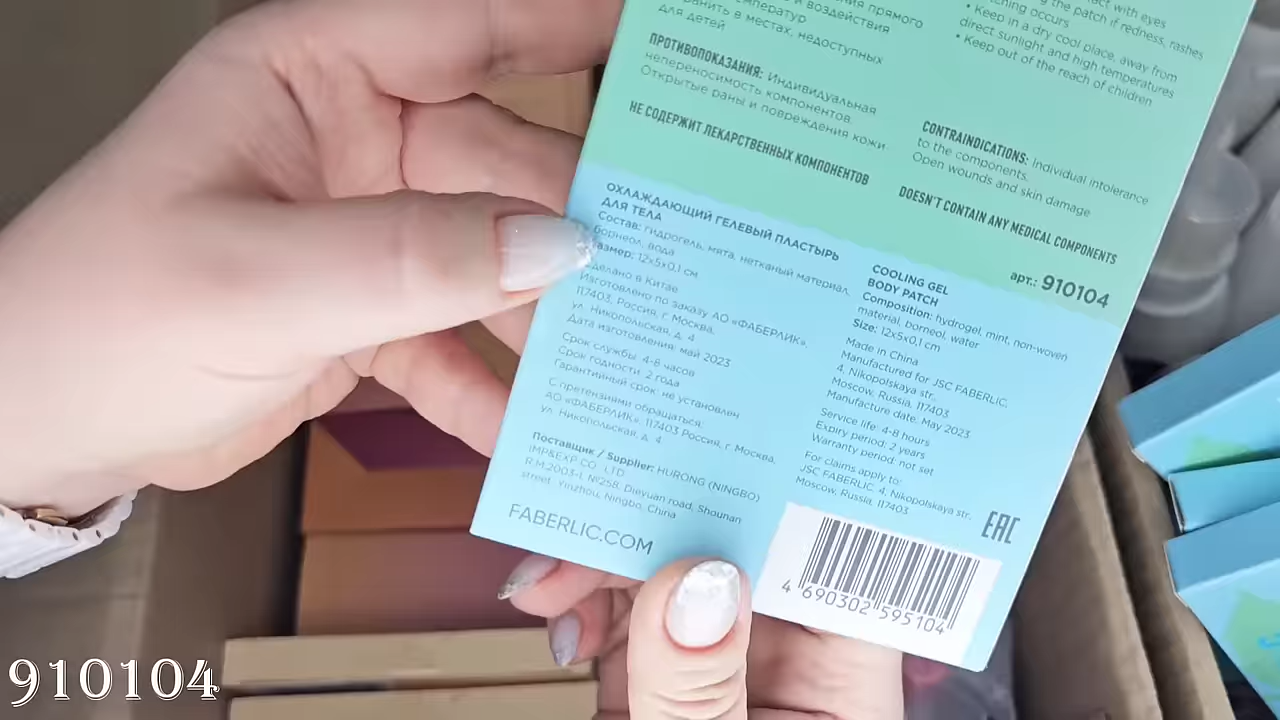 прямого
температур и воздействия
хранить в местах, недоступных
для детей
ПРОТИВОПОКАЗАНИЯ: Индивидуальная
непереносимость компонентов.
Открытые раны и повреждения кожи
НЕ СОДЕРЖИТ ЛЕКАРСТВЕННЫХ КОМПОНЕНТОВ
with eyes
the patch if redness, rashes
itching occurs
• Keep in a dry cool place, away from
direct sunlight and high temperatures
• Keep out of the reach of children
CONTRAINDICATIONS: Individual intolerance
to the components.
Open wounds and skin damage
DOESN'T CONTAIN ANY MEDICAL COMPONENTS
арт.: 910104
ОХЛАЖДАЮЩИЙ ГЕЛЕВЫЙ ПЛАСТЫРЬ
ДЛЯ ТЕЛА
Состав: гидрогель, мята, нетканый материал,
борнеол, вода
Размер: 12x5x0,1 см
Сделано в Китае
Изготовлено по заказу АО «ФАБЕРЛИК»,
117403, Россия, г. Москва,
ул. Никопольская, д. 4
Дата изготовления: май 2023
Срок службы: 4-8 часов
Срок годности: 2 года
Гарантийный срок: не установлен
С претензиями обращаться:
АО «ФАБЕРЛИК», 117403 Россия, г. Москва,
ул. Никопольская, д. 4
Поставщик / Supplier: HURONG (NINGBO)
IMP&EXP CO., LTD
R.M.2003-1, №258, Dieyuan road, Shounan
street, Yinzhou, Ningbo, China
FABERLIC.COM
COOLING GEL
BODY PATCH
Composition: hydrogel, mint, non-woven
material, borneol, water
Size: 12x5x0,1 cm
Made in China
Manufactured for JSC FABERLIC,
4, Nikopolskaya str.,
Moscow, Russia, 117403
Manufacture date: May 2023
Service life: 4-8 hours
Expiry period: 2 years
Warranty period: not set
For claims apply to:
JSC FABERLIC: 4, Nikopolskaya str.,
Moscow, Russia, 117403
EAC
4 690302 595104
910104